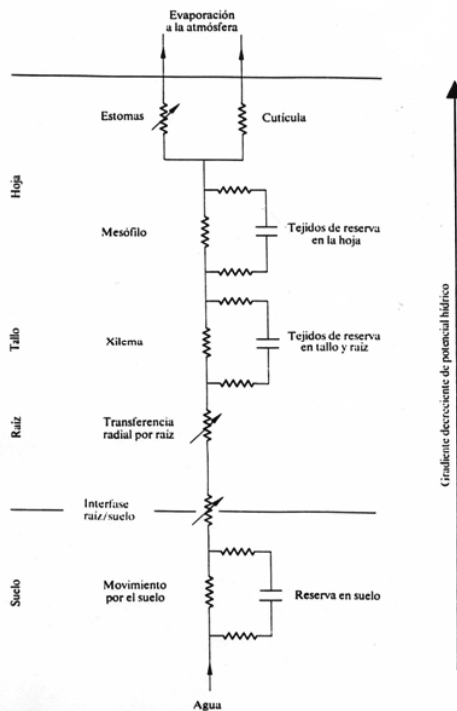 Evaporación
a la atmósfera
Estomas
Cutícula
Hoja
Mesófilo
Tejidos de reserva
en la hoja
Tallo
Xilema
Tejidos de reserva
en tallo y raíz
Raíz
Transferencia
radial por raíz
Interfase
raíz/suelo
Suelo
Movimiento
por el suelo
Reserva en suelo
Agua
Gradiente decreciente de potencial hídrico